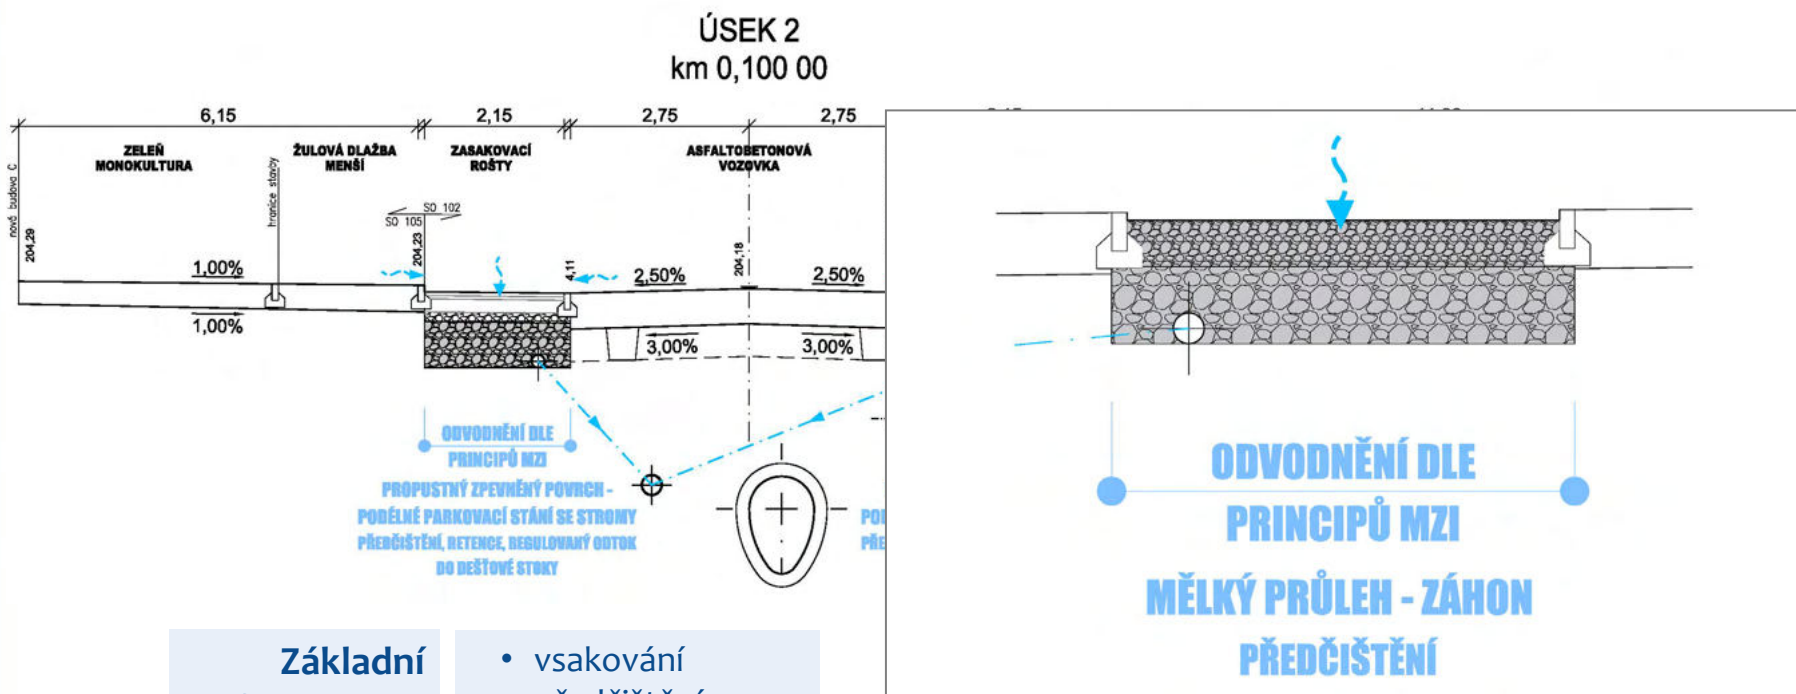 ÚSEK 2
km 0,100 00
6,15
2,15
2,75
2,75
ZELEŇ
MONOKULTURA
ŽULOVÁ DLAŽBA
MENŠÍ
ZASAKOVACÍ
ROŠTY
ASFALTOBETONOVÁ
VOZOVKA
nová budova C
hranice stavby
SO 102
SO 105
204,29
204,23
4,11
204,18
1,00%
2,50%
2,50%
1,00%
3,00%
3,00%
ODVODNĚNÍ DLE
PRINCIPŮ MZI
PROPUSTNÝ ZPEVNĚNÝ POVRCH -
PODÉLNÉ PARKOVACÍ STÁNÍ SE STROMY
PŘEDČIŠTĚNÍ, RETENCE, REGULOVANÝ ODTOK
DO DEŠŤOVÉ STOKY
ODVODNĚNÍ DLE
PRINCIPŮ MZI
MĚLKÝ PRŮLEH - ZÁHON
PŘEDČIŠTĚNÍ
Základní
• vsakování